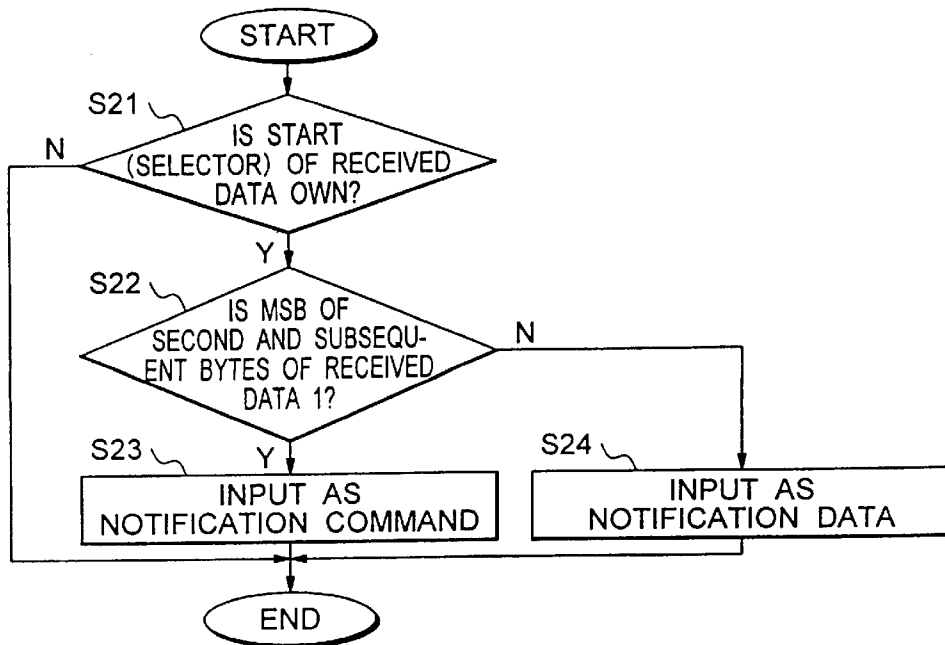 START
S21
N
IS START
(SELECTOR) OF RECEIVED
DATA OWN?
Y
S22
IS MSB OF
SECOND AND SUBSEQU-
ENT BYTES OF RECEIVED
DATA 1?
N
Y
S23
INPUT AS
NOTIFICATION COMMAND
S24
INPUT AS
NOTIFICATION DATA
END